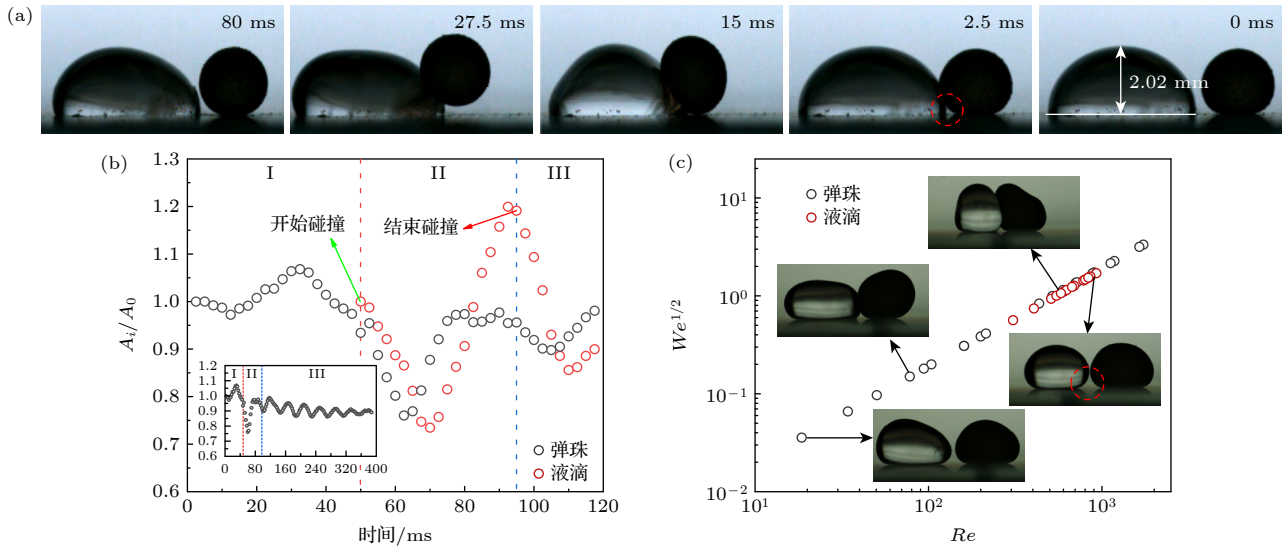 (a)
80 ms
27.5 ms
15 ms
2.5 ms
0 ms
2.02 mm
(b)
1.3
1.2
1.1
1.0
0.9
0.8
0.7
0.6
A_i/A_0
I
II
III
开始碰撞
结束碰撞
1.2
1.1
1.0
0.9
0.8
0.7
0.6
I
II
III
0
80
160
240
320
400
弹珠
液滴
0
20
40
60
80
100
120
时间/ms
(c)
10^1
10^0
10^−1
10^−2
We^{1/2}
弹珠
液滴
10^1
10^2
10^3
Re